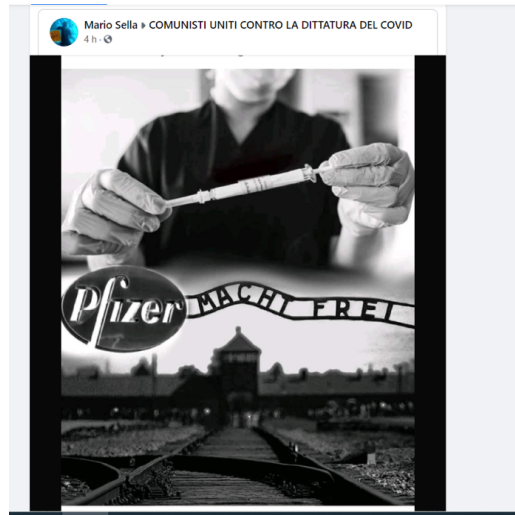 Mario Sella ▸ COMUNISTI UNITI CONTRO LA DITTATURA DEL COVID
4 h ·
Pfizer MACHT FREI